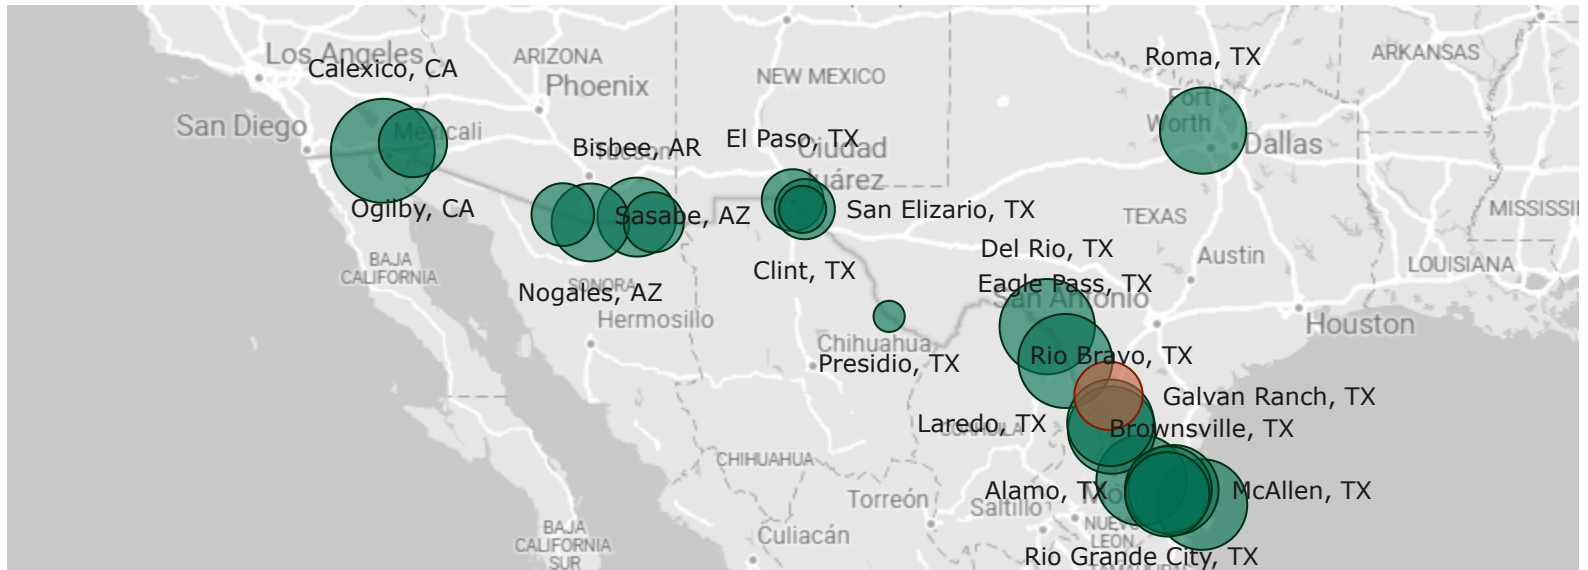 Los Angeles
Calexico, CA
ARIZONA
Phoenix
NEW MEXICO
Roma, TX
ARKANSAS
Fort
Worth
Dallas
San Diego
Mexicali
Bisbee, AR
Tucson
El Paso, TX
Ciudad
Juárez
Ogilby, CA
Sasabe, AZ
San Elizario, TX
TEXAS
MISSISSI
BAJA
CALIFORNIA
Clint, TX
Del Rio, TX
Austin
LOUISIANA
SONORA
Nogales, AZ
Eagle Pass, TX
San Antonio
Hermosillo
Houston
Chihuahua
Presidio, TX
Rio Bravo, TX
Galvan Ranch, TX
Laredo, TX
COAHUILA
Brownsville, TX
CHIHUAHUA
Torreón
Alamo, TX
McAllen, TX
Saltillo
NUEVO
LEON
BAJA
CALIFORNIA
SUR
Culiacán
Rio Grande City, TX
TAMAULIPAS